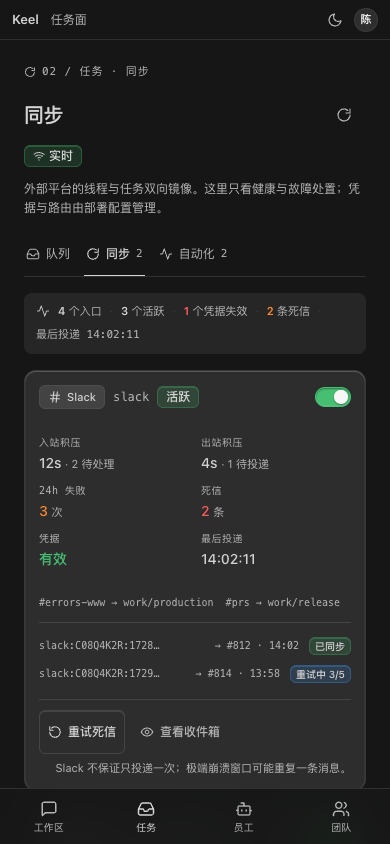 Keel 任务面 陈
02 / 任务 · 同步
同步
实时
外部平台的线程与任务双向镜像。这里只看健康与故障处置；凭
据与路由由部署配置管理。
队列 同步 2 自动化 2
4 个入口 · 3 个活跃 · 1 个凭据失效 · 2 条死信 ·
最后投递 14:02:11
Slack slack 活跃
入站积压 出站积压
12s · 2 待处理 4s · 1 待投递
24h 失败 死信
3 次 2 条
凭据 最后投递
有效 14:02:11
#errors-www → work/production #prs → work/release
slack:C08Q4K2R:1728… → #812 · 14:02 已同步
slack:C08Q4K2R:1729… → #814 · 13:58 重试中 3/5
重试死信 查看收件箱
Slack 不保证只投递一次；极端崩溃窗口可能重复一条消息。
工作区 任务 员工 团队